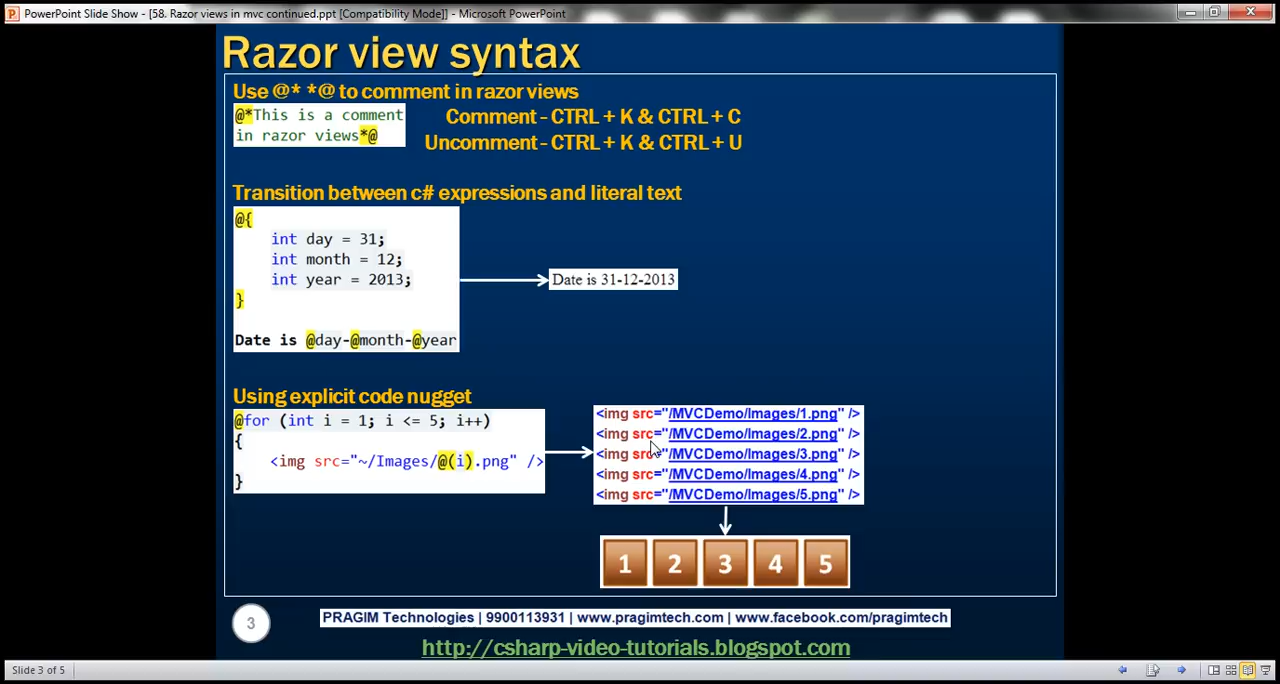 PowerPoint Slide Show - [58. Razor views in mvc continued.ppt [Compatibility Mode]] - Microsoft PowerPoint
Razor view syntax
Use @* *@ to comment in razor views
@*This is a comment
in razor views*@
Comment - CTRL + K & CTRL + C
Uncomment - CTRL + K & CTRL + U
Transition between c# expressions and literal text
@{
int day = 31;
int month = 12;
int year = 2013;
}
Date is @day-@month-@year
Date is 31-12-2013
Using explicit code nugget
@for (int i = 1; i <= 5; i++)
{
<img src="~/Images/@(i).png" />
}
<img src="/MVCDemo/Images/1.png" />
<img src="/MVCDemo/Images/2.png" />
<img src="/MVCDemo/Images/3.png" />
<img src="/MVCDemo/Images/4.png" />
<img src="/MVCDemo/Images/5.png" />
1 2 3 4 5
3
PRAGIM Technologies | 9900113931 | www.pragimtech.com | www.facebook.com/pragimtech
http://csharp-video-tutorials.blogspot.com
Slide 3 of 5